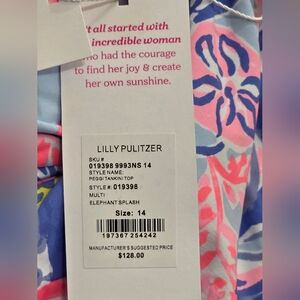 It all started with
incredible woman
who had the courage
to find her joy & create
her own sunshine.
LILLY PULITZER
SKU#
019398 9993NS 14
STYLE NAME:
PEGGI TANKINI TOP
STYLE #: 019398
MULTI
ELEPHANT SPLASH
Size: 14
197367 254242
MANUFACTURER'S SUGGESTED PRICE
$128.00